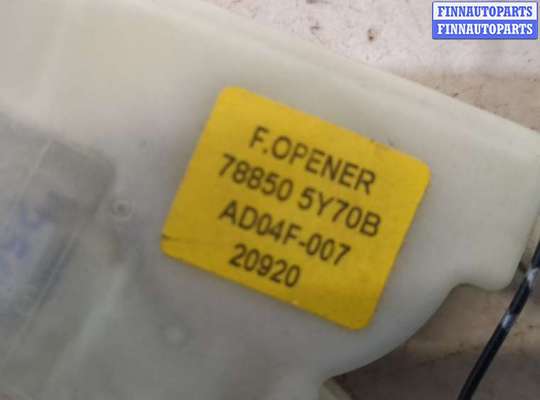 FINNAUTOPARTS
FINNAUTOPARTS
F.OPENER
78850 5Y70B
AD04F-007
20920